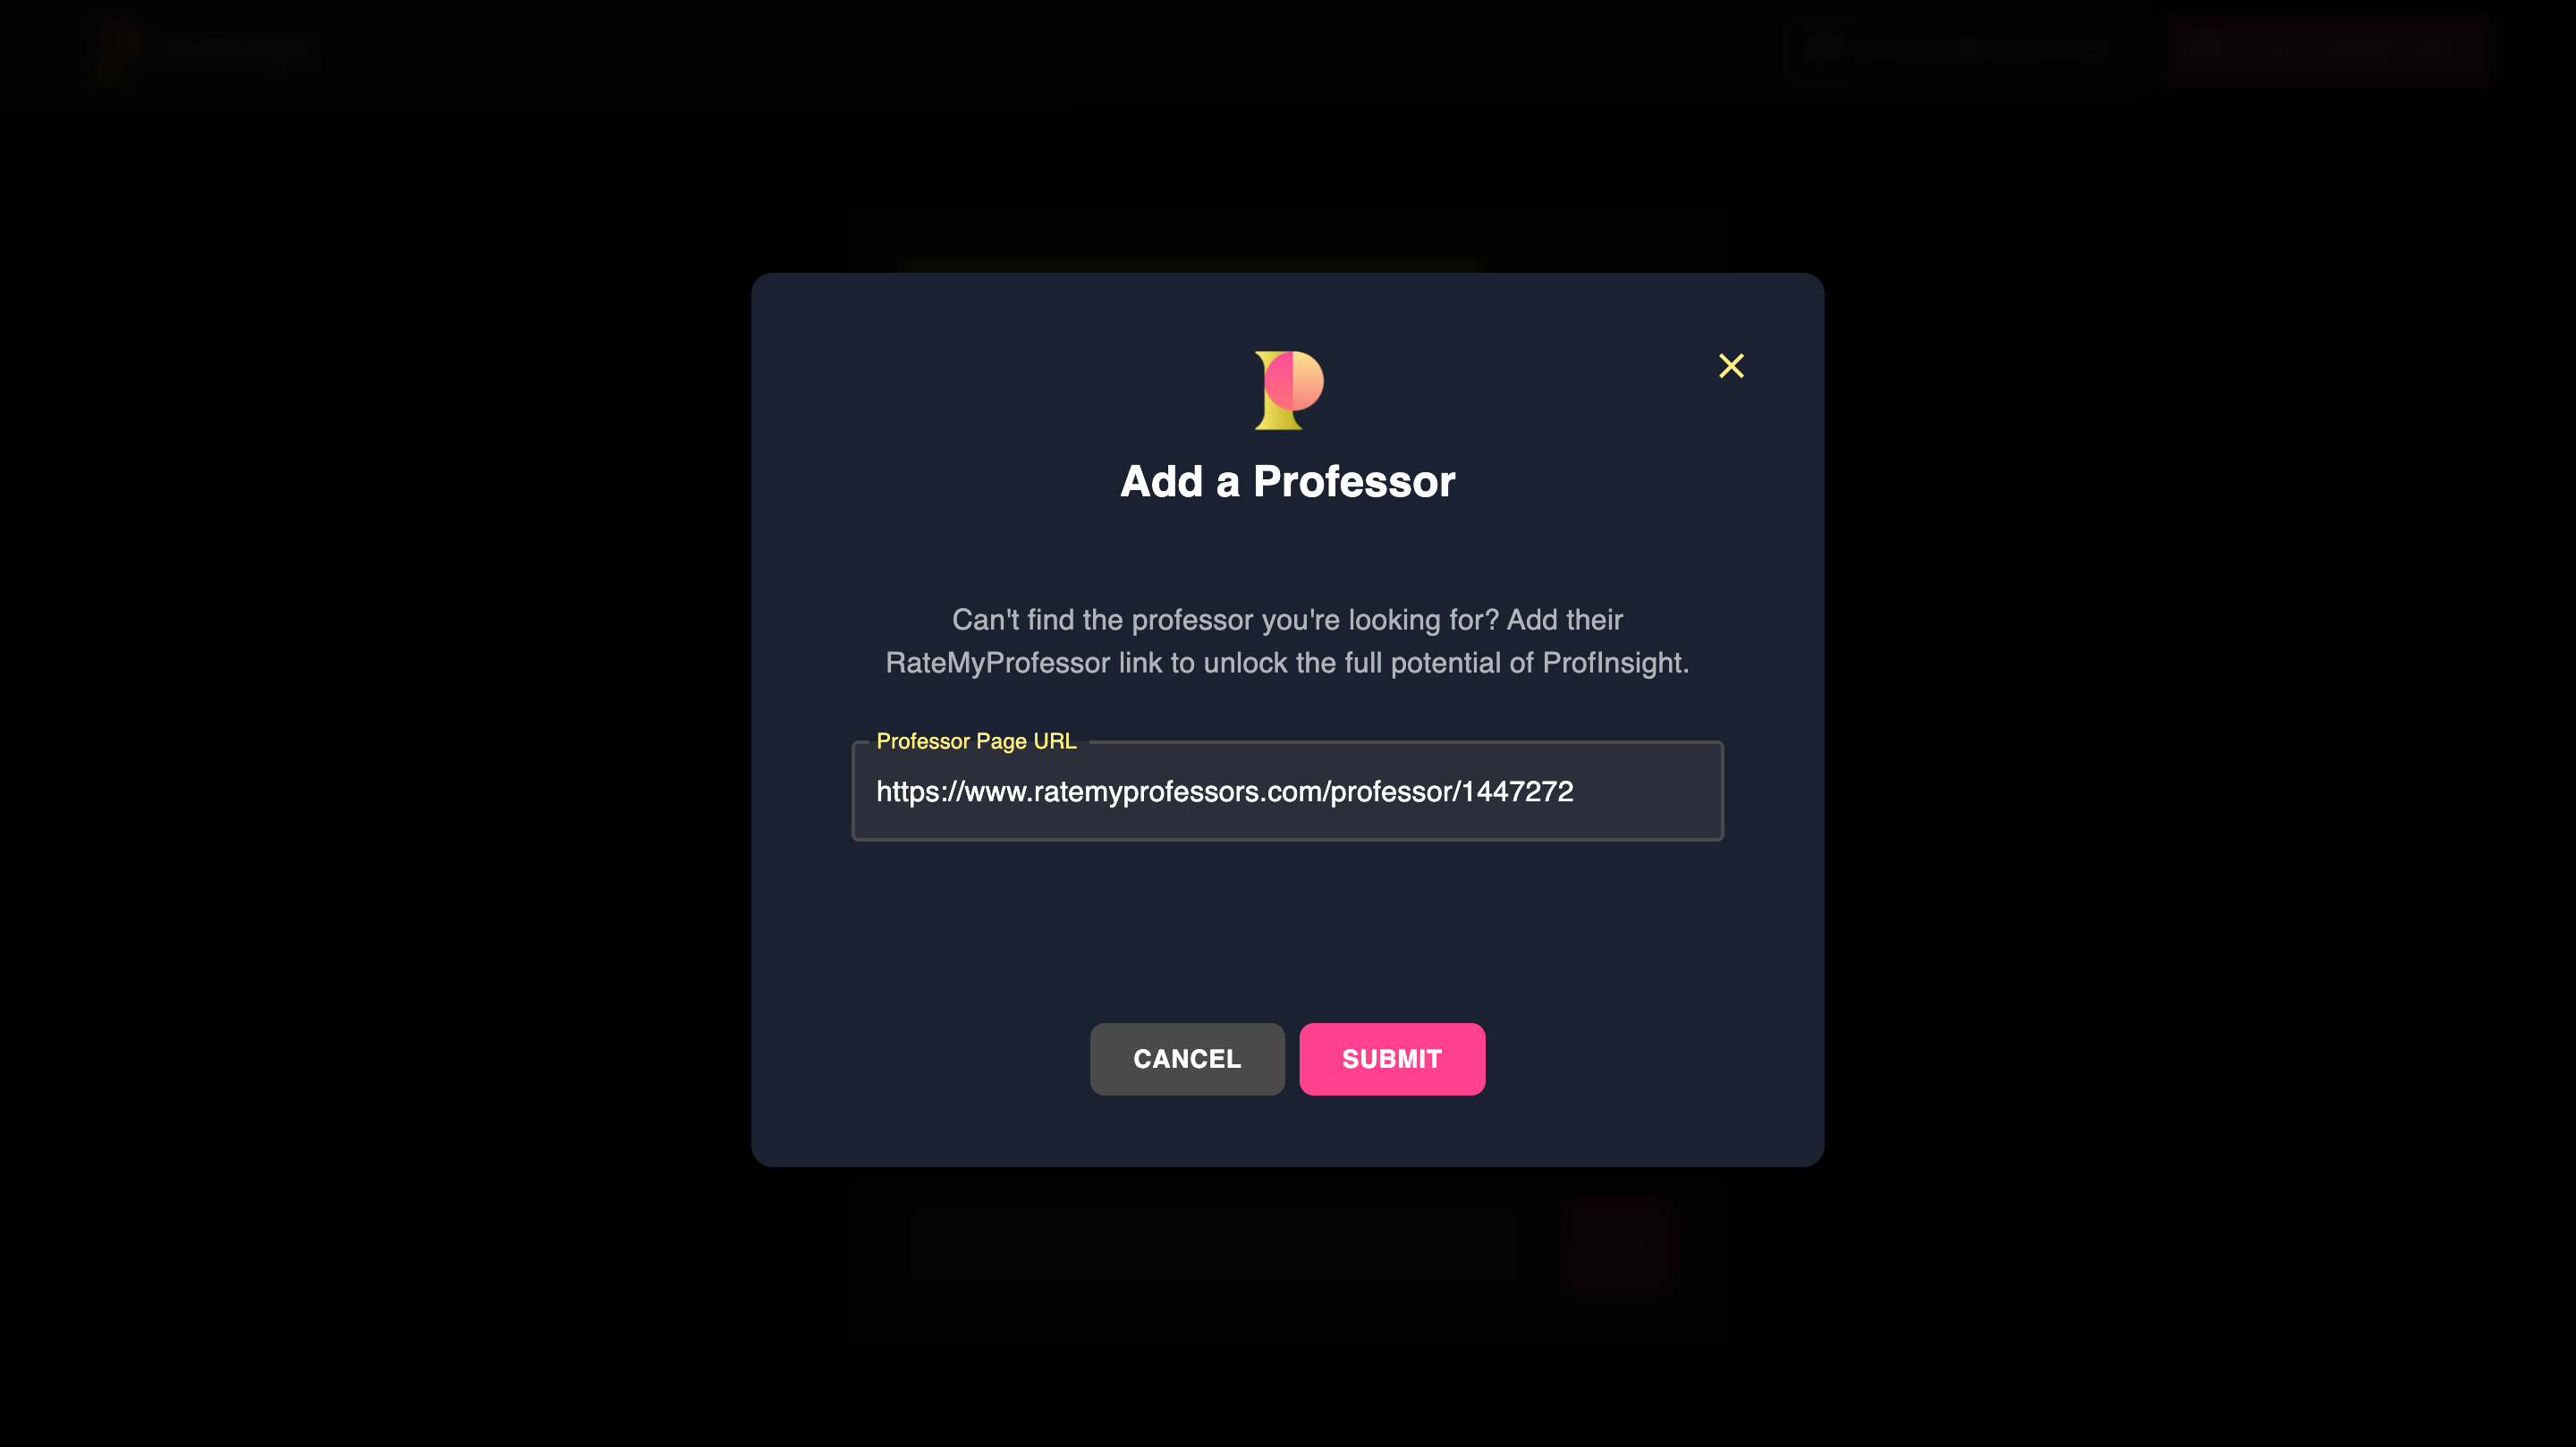 Add a Professor
Can't find the professor you're looking for? Add their
RateMyProfessor link to unlock the full potential of ProfInsight.
Professor Page URL
https://www.ratemyprofessors.com/professor/1447272
CANCEL
SUBMIT